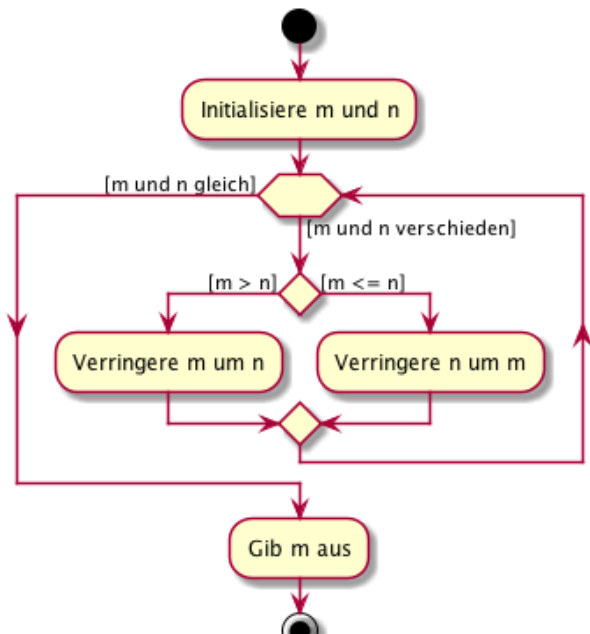 Initialisiere m und n
[m und n gleich]
[m und n verschieden]
[m > n]
[m <= n]
Verringere m um n
Verringere n um m
Gib m aus